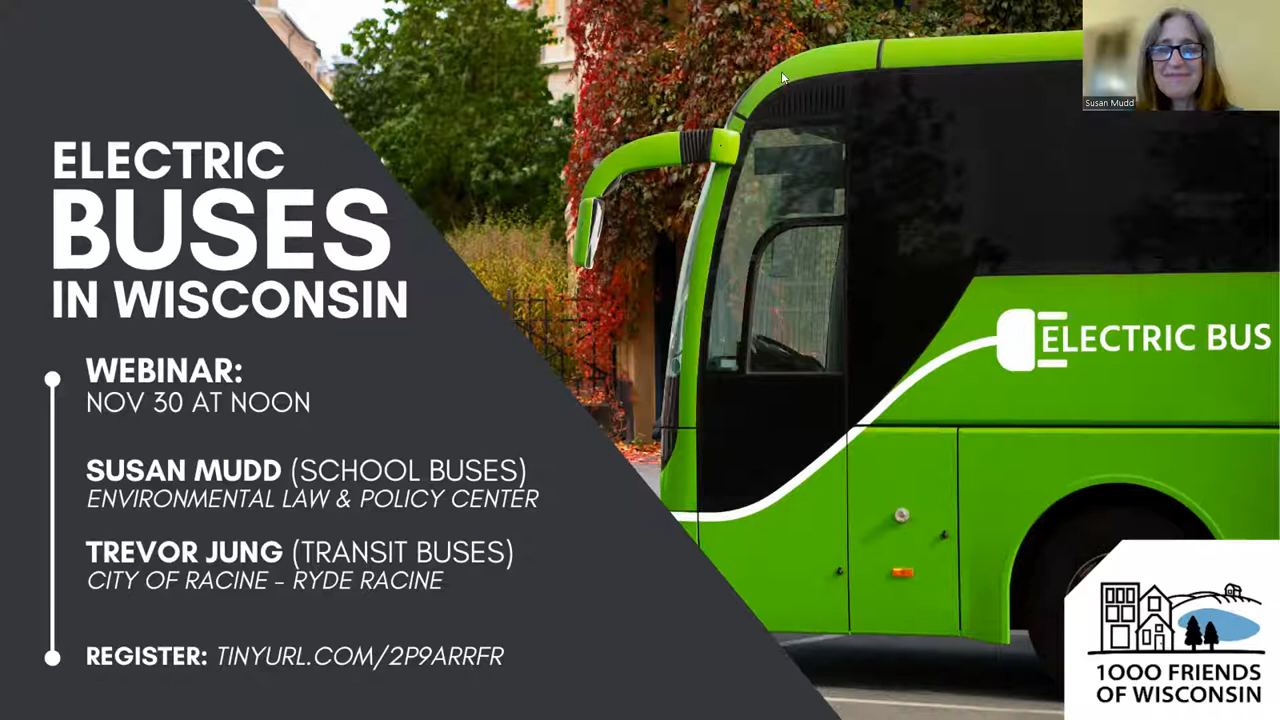 ELECTRIC
BUSES
IN WISCONSIN
WEBINAR:
NOV 30 AT NOON
SUSAN MUDD (SCHOOL BUSES)
ENVIRONMENTAL LAW & POLICY CENTER
TREVOR JUNG (TRANSIT BUSES)
CITY OF RACINE - RYDE RACINE
REGISTER: TINYURL.COM/2P9ARRFR
Susan Mudd
ELECTRIC BUS
1000 FRIENDS
OF WISCONSIN